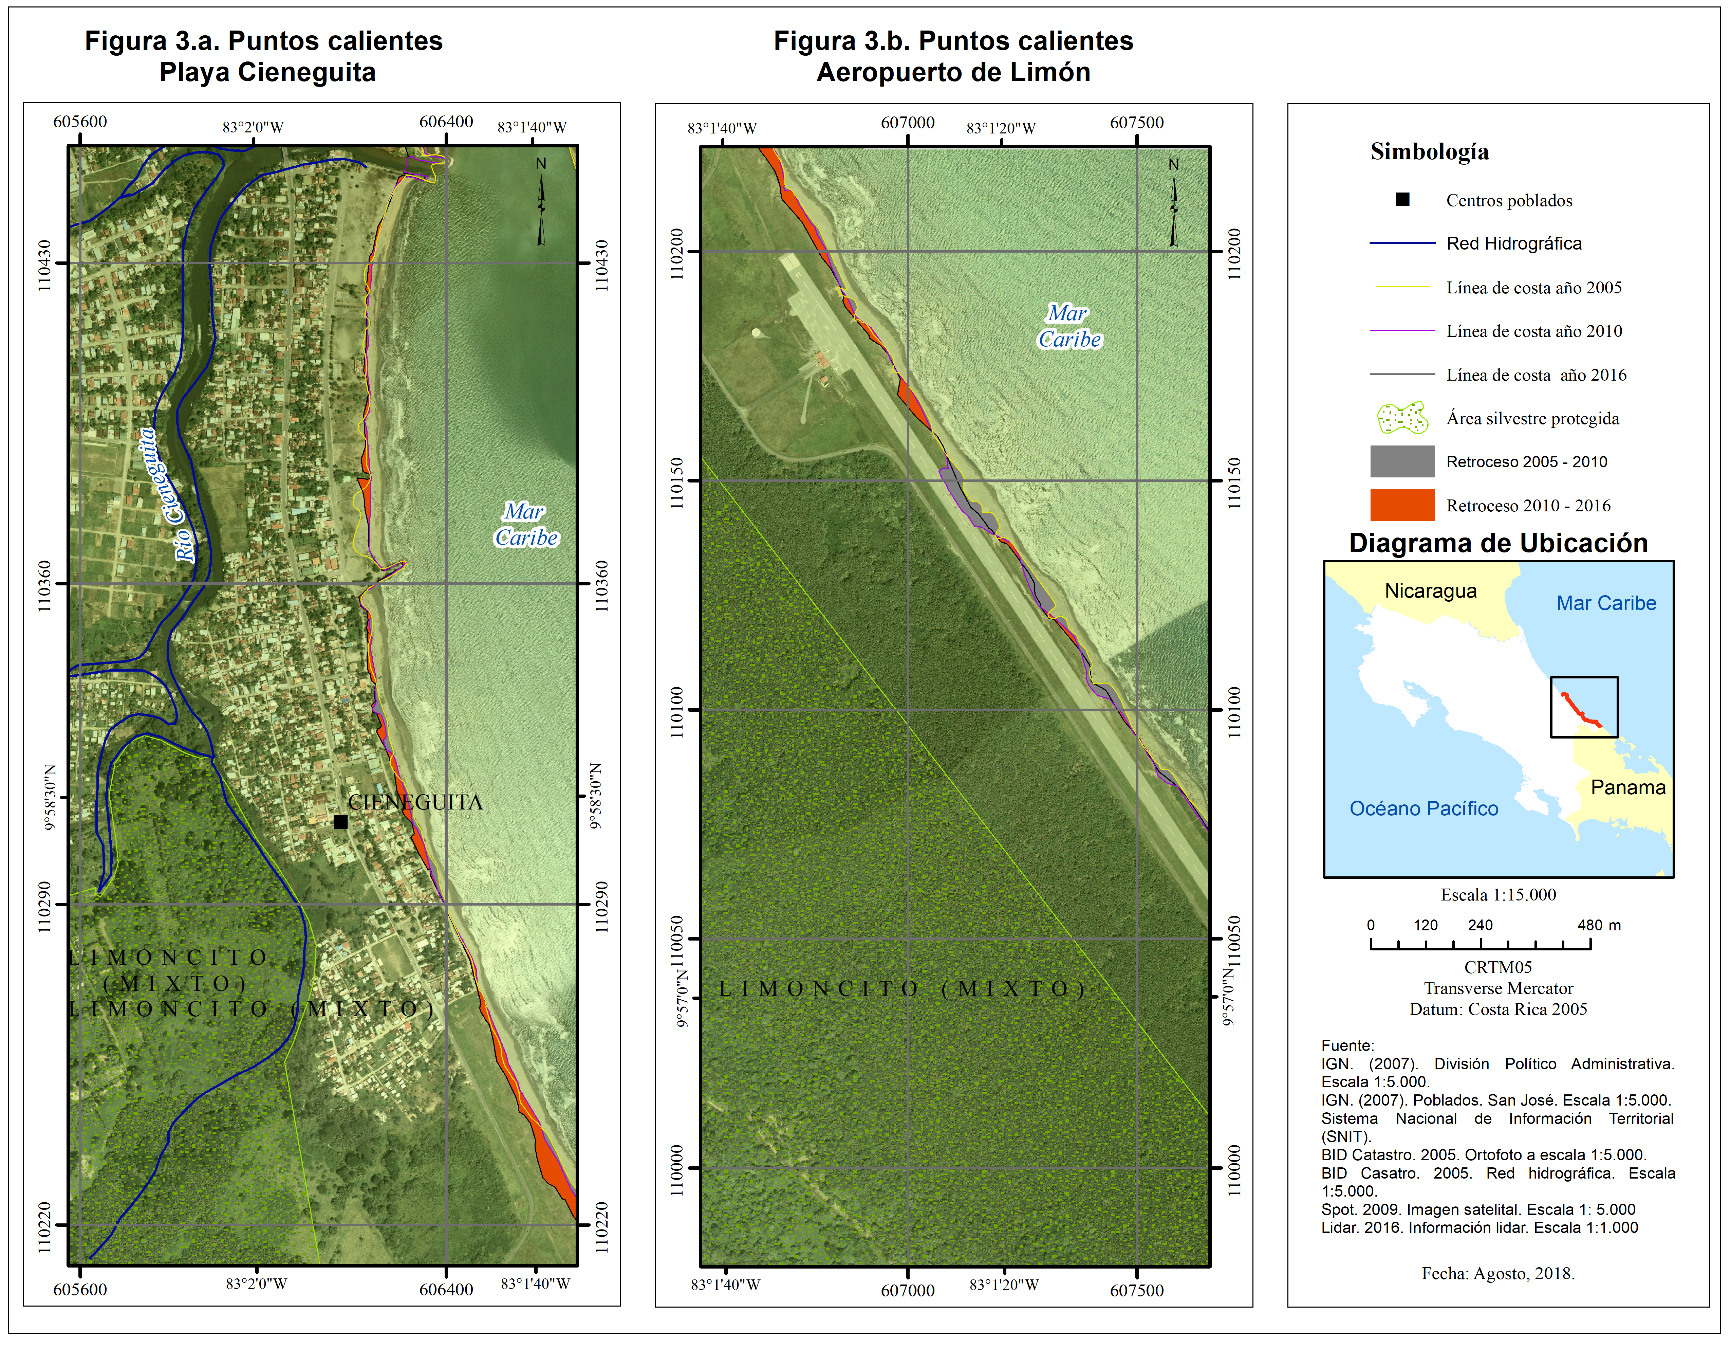 Figura 3.a. Puntos calientes
Playa Cieneguita
605600
83°2'0"W
606400
83°1'40"W
N
110430
110430
Río Cieneguita
Mar
Caribe
110360
110360
9°58'30"N
9°58'30"N
CIENEGUITA
110290
110290
LIMONCITO
(MIXTO)
LIMONCITO (MIXTO)
110220
110220
605600
83°2'0"W
606400
83°1'40"W
Figura 3.b. Puntos calientes
Aeropuerto de Limón
83°1'40"W
607000
83°1'20"W
607500
N
110200
110200
Mar
Caribe
110150
110150
110100
110100
110050
110050
9°57'0"N
9°57'0"N
LIMONCITO (MIXTO)
110000
110000
83°1'40"W
607000
83°1'20"W
607500
Simbología
Centros poblados
Red Hidrográfica
Línea de costa año 2005
Línea de costa año 2010
Línea de costa año 2016
Área silvestre protegida
Retroceso 2005 - 2010
Retroceso 2010 - 2016
Diagrama de Ubicación
Nicaragua
Mar Caribe
Panama
Océano Pacífico
Escala 1:15.000
0 120 240 480 m
CRTM05
Transverse Mercator
Datum: Costa Rica 2005
Fuente:
IGN. (2007). División Político Administrativa.
Escala 1:5.000.
IGN. (2007). Poblados. San José. Escala 1:5.000.
Sistema Nacional de Información Territorial
(SNIT).
BID Catastro. 2005. Ortofoto a escala 1:5.000.
BID Casatro. 2005. Red hidrográfica. Escala
1:5.000.
Spot. 2009. Imagen satelital. Escala 1: 5.000
Lidar. 2016. Información lidar. Escala 1:1.000
Fecha: Agosto, 2018.